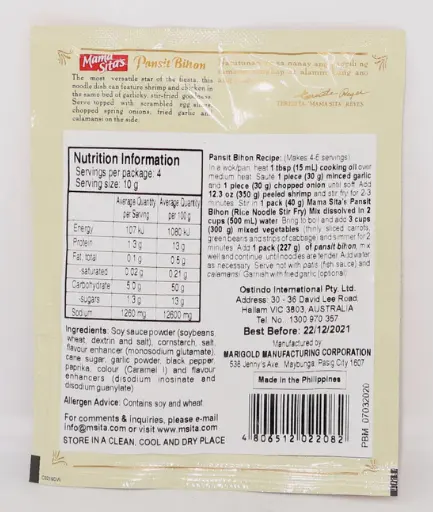 Mama Sita's
Pansit Bihon
The most versatile star of the fiesta, this
noodle dish can feature shrimp and chicken in
the same bed of garlicky, stir-fried goodness.
Serve topped with scrambled egg slices,
chopped spring onions, fried garlic and
calamansi on the side.
TERESITA "MAMA SITA" REYES
Nutrition Information
Servings per package: 4
Serving size: 10 g
Average Quantity per Serving Average Quantity per 100 g
Energy 107 kJ 1080 kJ
Protein 1.3 g 13 g
Fat, total 0.1 g 0.5 g
-saturated 0.02 g 0.21 g
Carbohydrate 5.0 g 50 g
-sugars 1.3 g 13 g
Sodium 1260 mg 12600 mg
Ingredients: Soy sauce powder (soybeans,
wheat, dextrin and salt), cornstarch, salt,
flavour enhancer (monosodium glutamate),
cane sugar, garlic powder, black pepper,
paprika, colour (Caramel I) and flavour
enhancers (disodium inosinate and
disodium guanylate)
Allergen Advice: Contains soy and wheat
For comments & inquiries, please e-mail
info@msita.com or visit www.msita.com
STORE IN A CLEAN, COOL AND DRY PLACE
Pansit Bihon Recipe: (Makes 4-6 servings)
In a wok/pan, heat 1 tbsp (15 mL) cooking oil over
medium heat. Sauté 1 piece (30 g) minced garlic
and 1 piece (30 g) chopped onion until soft. Add
12.3 oz (350 g) peeled shrimp and stir fry for 2-3
minutes. Stir in 1 pack (40 g) Mama Sita's Pansit
Bihon (Rice Noodle Stir Fry) Mix dissolved in 2
cups (500 mL) water. Bring to boil and add 3 cups
(300 g) mixed vegetables (thinly sliced carrots,
green beans and strips of cabbage) and simmer for 2
minutes. Add 1 pack (227 g) of pansit bihon, mix
well and continue until noodles are tender. Add water
as necessary. Serve hot with patis (fish sauce) and
calamansi. Garnish with fried garlic (optional).
Ostindo International Pty. Ltd.
Address: 30 - 36 David Lee Road,
Hallam VIC 3803, AUSTRALIA
Tel No.: 1300 970 357
Best Before: 22/12/2021
Manufactured by
MARIGOLD MANUFACTURING CORPORATION
536 Jenny's Ave. Maybunga, Pasig City 1607
Made in the Philippines
4 806512 022082
PBM 07032020